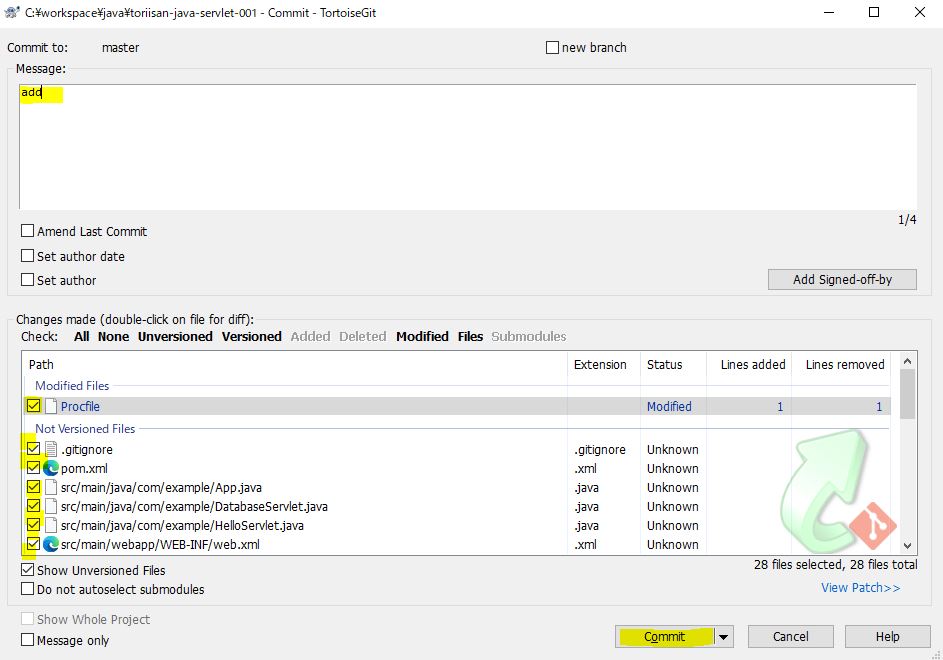 C:¥workspace¥java¥toriisan-java-servlet-001 - Commit - TortoiseGit
Commit to: master new branch
Message:
add
1/4
Amend Last Commit
Set author date
Set author Add Signed-off-by
Changes made (double-click on file for diff):
Check: All None Unversioned Versioned Added Deleted Modified Files Submodules
Path Extension Status Lines added Lines removed
Modified Files
Procfile Modified 1 1
Not Versioned Files
.gitignore .gitignore Unknown
pom.xml .xml Unknown
src/main/java/com/example/App.java .java Unknown
src/main/java/com/example/DatabaseServlet.java .java Unknown
src/main/java/com/example/HelloServlet.java .java Unknown
src/main/webapp/WEB-INF/web.xml .xml Unknown
Show Unversioned Files 28 files selected, 28 files total
Do not autoselect submodules View Patch>>
Show Whole Project
Message only Commit Cancel Help